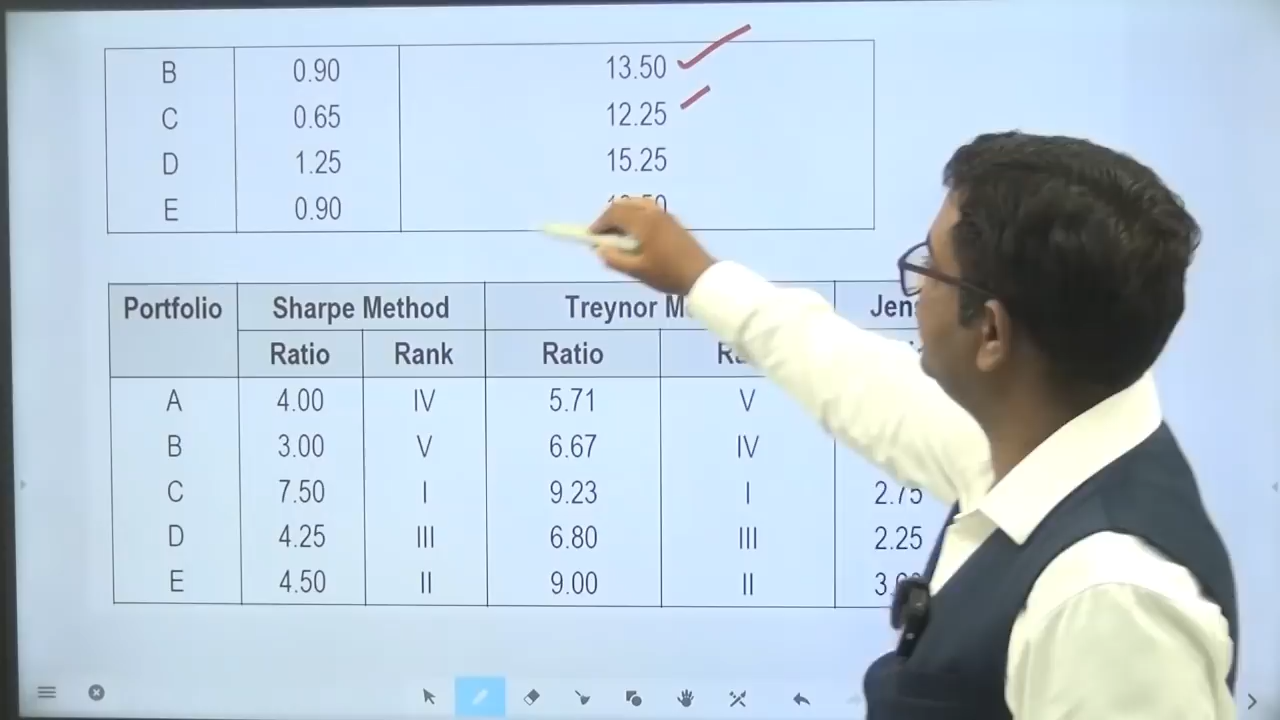 B 0.90 13.50
C 0.65 12.25
D 1.25 15.25
E 0.90
Portfolio Sharpe Method Treynor
Ratio Rank Ratio
A 4.00 IV 5.71 V
B 3.00 V 6.67 IV
C 7.50 I 9.23 I 2.75
D 4.25 III 6.80 III 2.25
E 4.50 II 9.00 II